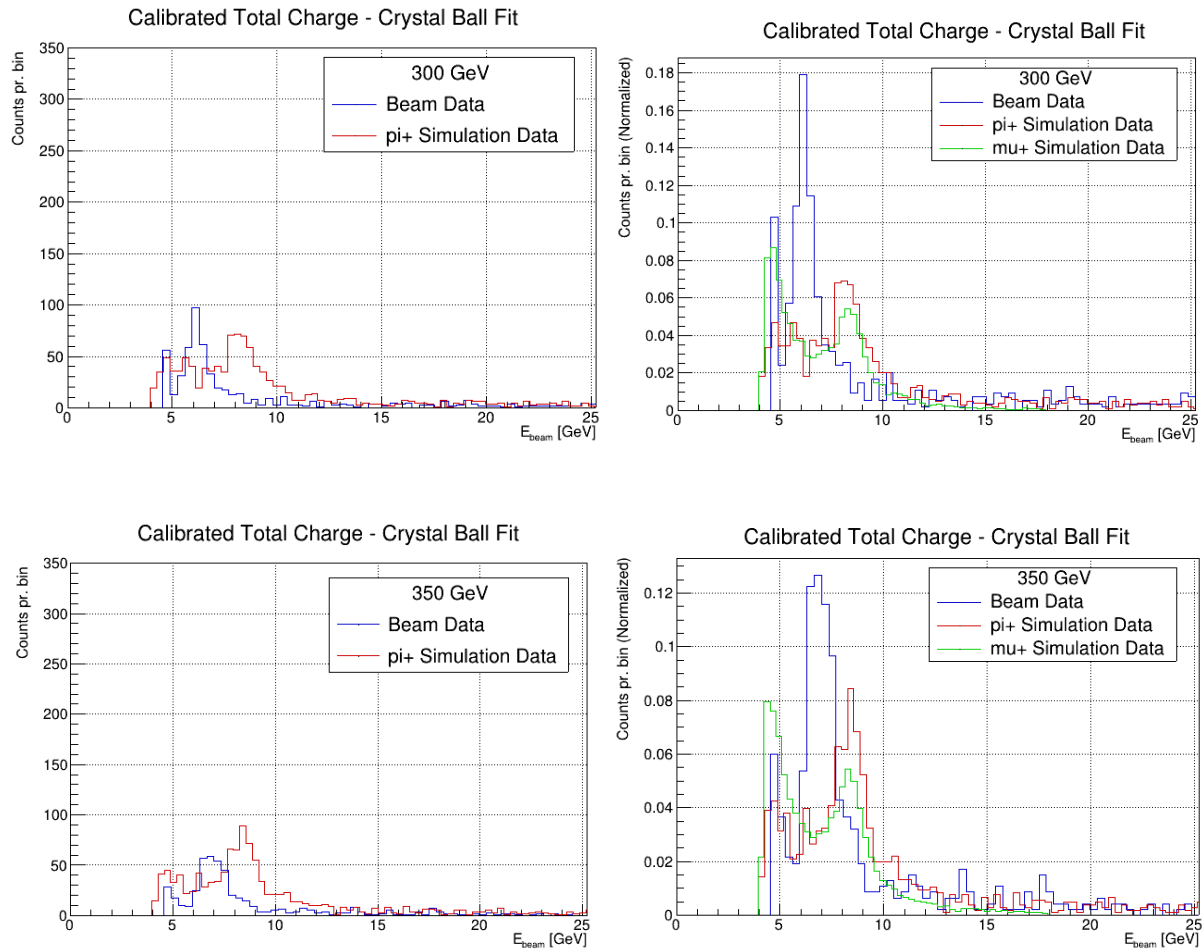 Calibrated Total Charge - Crystal Ball Fit
Counts pr. bin
350
300
250
200
150
100
50
0
300 GeV
Beam Data
pi+ Simulation Data
0 5 10 15 20 25
E_beam [GeV]
Calibrated Total Charge - Crystal Ball Fit
Counts pr. bin (Normalized)
0.18
0.16
0.14
0.12
0.1
0.08
0.06
0.04
0.02
0
300 GeV
Beam Data
pi+ Simulation Data
mu+ Simulation Data
0 5 10 15 20 25
E_beam [GeV]
Calibrated Total Charge - Crystal Ball Fit
Counts pr. bin
350
300
250
200
150
100
50
0
350 GeV
Beam Data
pi+ Simulation Data
0 5 10 15 20 25
E_beam [GeV]
Calibrated Total Charge - Crystal Ball Fit
Counts pr. bin (Normalized)
0.12
0.1
0.08
0.06
0.04
0.02
0
350 GeV
Beam Data
pi+ Simulation Data
mu+ Simulation Data
0 5 10 15 20 25
E_beam [GeV]